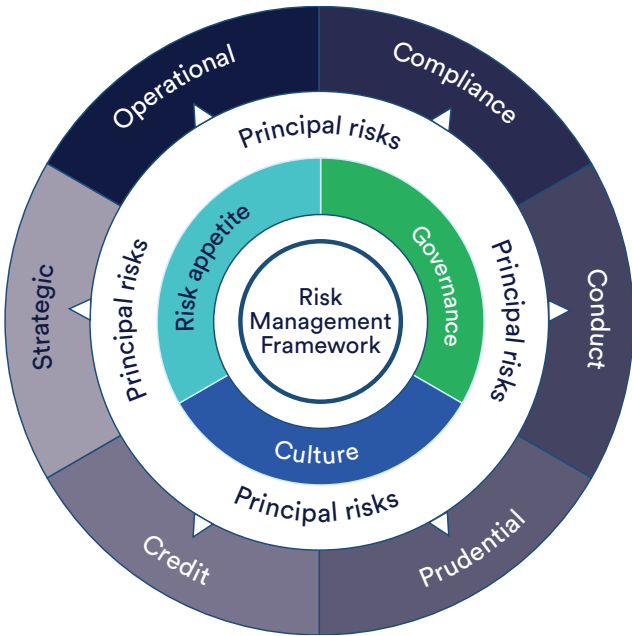 Operational
Compliance
Principal risks
Risk appetite
Governance
Strategic
Principal risks
Risk
Management
Framework
Principal risks
Conduct
Culture
Principal risks
Credit
Prudential